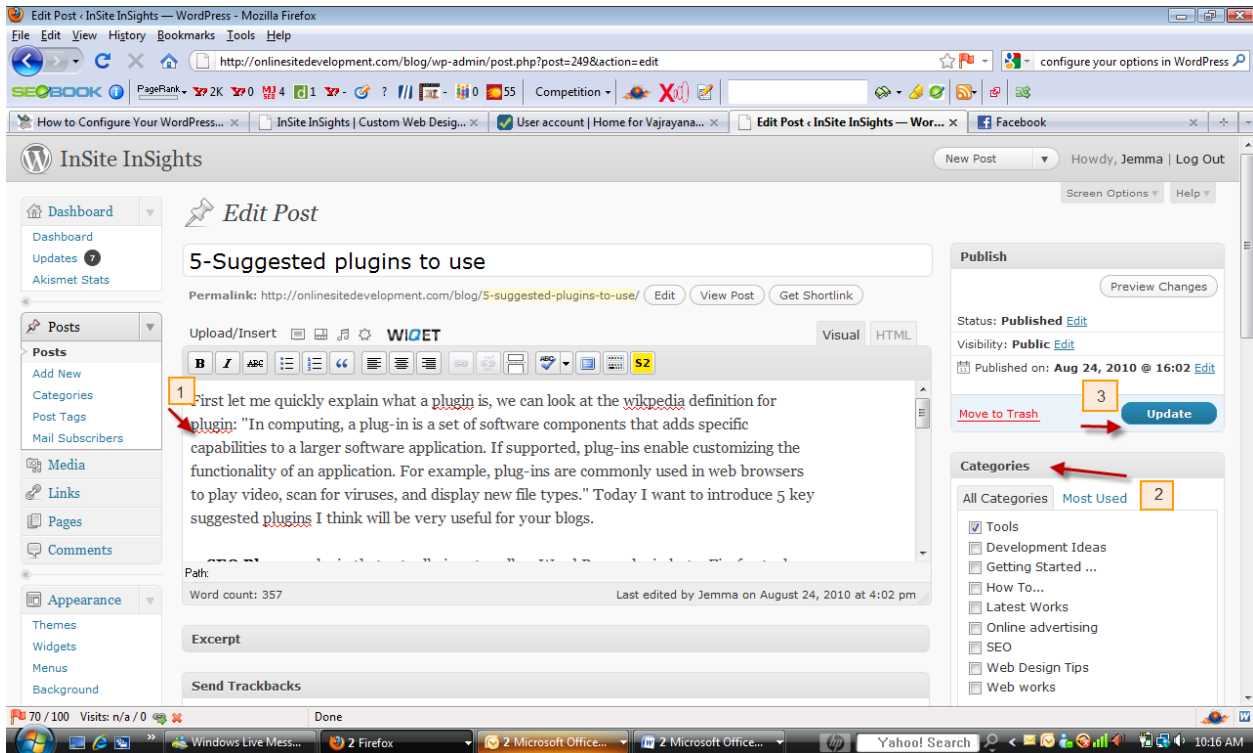 Edit Post ‹ InSite InSights — WordPress - Mozilla Firefox
File Edit View History Bookmarks Tools Help
http://onlinesitedevelopment.com/blog/wp-admin/post.php?post=249&action=edit
configure your options in WordPress
SEOBOOK PageRank 2K 0 4 1 - ? 55 Competition
How to Configure Your WordPress...
InSite InSights | Custom Web Desig...
User account | Home for Vajrayana...
Edit Post ‹ InSite InSights — Wor...
Facebook
InSite InSights
New Post
Howdy, Jemma | Log Out
Screen Options Help
Dashboard
Dashboard
Updates 7
Akismet Stats
Posts
Posts
Add New
Categories
Post Tags
Mail Subscribers
Media
Links
Pages
Comments
Appearance
Themes
Widgets
Menus
Background
Edit Post
5-Suggested plugins to use
Permalink: http://onlinesitedevelopment.com/blog/5-suggested-plugins-to-use/ Edit View Post Get Shortlink
Upload/Insert WIQET
Visual HTML
B I ABC ABC S2
1
First let me quickly explain what a plugin is, we can look at the wikpedia definition for
plugin: "In computing, a plug-in is a set of software components that adds specific
capabilities to a larger software application. If supported, plug-ins enable customizing the
functionality of an application. For example, plug-ins are commonly used in web browsers
to play video, scan for viruses, and display new file types." Today I want to introduce 5 key
suggested plugins I think will be very useful for your blogs.
Path:
Word count: 357
Last edited by Jemma on August 24, 2010 at 4:02 pm
Excerpt
Send Trackbacks
Publish
Preview Changes
Status: Published Edit
Visibility: Public Edit
Published on: Aug 24, 2010 @ 16:02 Edit
3
Move to Trash
Update
Categories
2
All Categories Most Used
Tools
Development Ideas
Getting Started ...
How To...
Latest Works
Online advertising
SEO
Web Design Tips
Web works
70 / 100 Visits: n/a / 0
Done
Windows Live Mess...
2 Firefox
2 Microsoft Office...
2 Microsoft Office...
hp
Yahoo! Search
10:16 AM